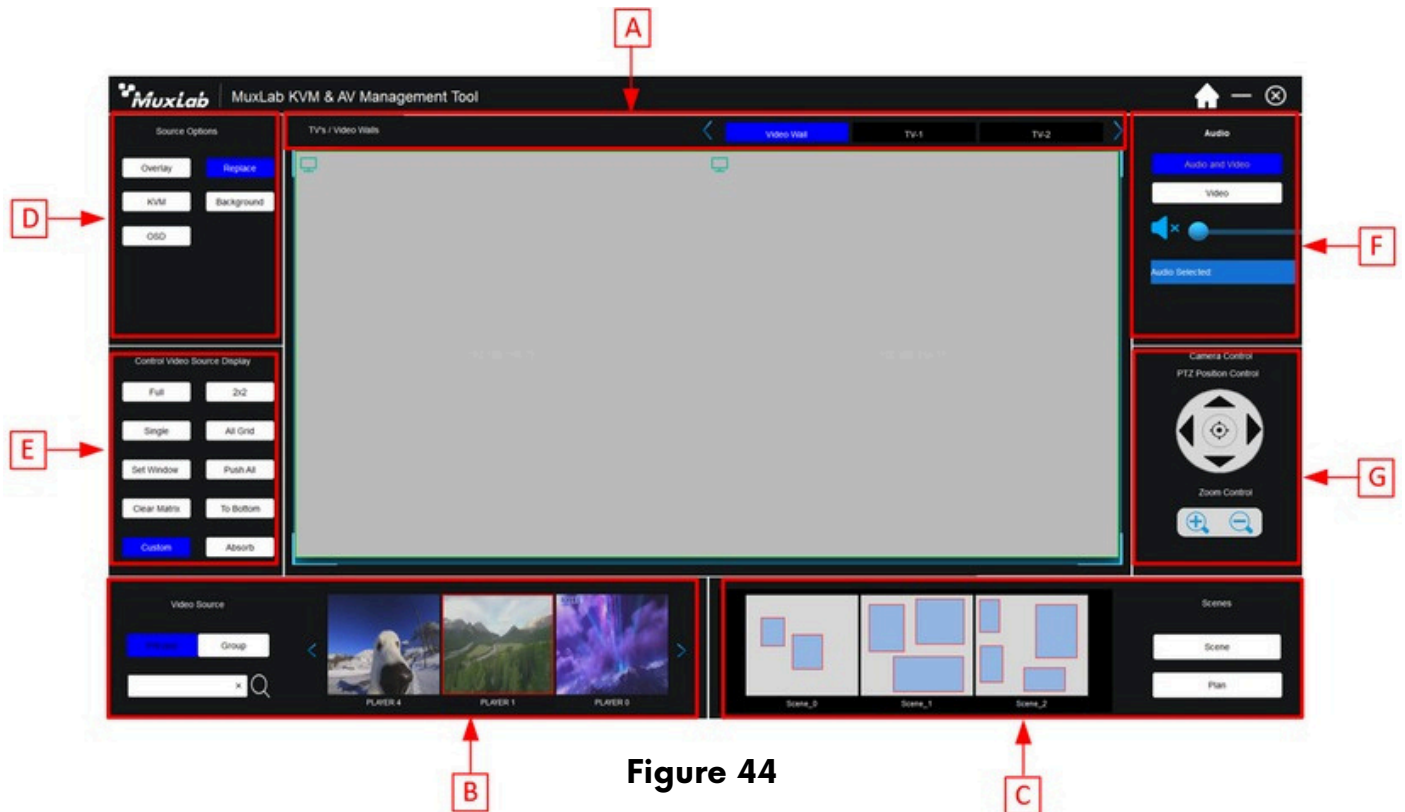 A
MuxLab MuxLab KVM & AV Management Tool
Source Options
TV's / Video Walls
Video Wall TV-1 TV-2
Audio
Overlay Replace
Audio and Video
KVM Background
Video
OSD
D
F
Audio Selected
Control Video Source Display
Camera Control
PTZ Position Control
Full 2x2
Single All Grid
E
Set Window Push All
G
Zoom Control
Clear Matrix To Bottom
Custom Absorb
Video Source
Scenes
Group
Scene
Plan
PLAYER 4 PLAYER 1 PLAYER 0
Scene_0 Scene_1 Scene_2
B
Figure 44
C